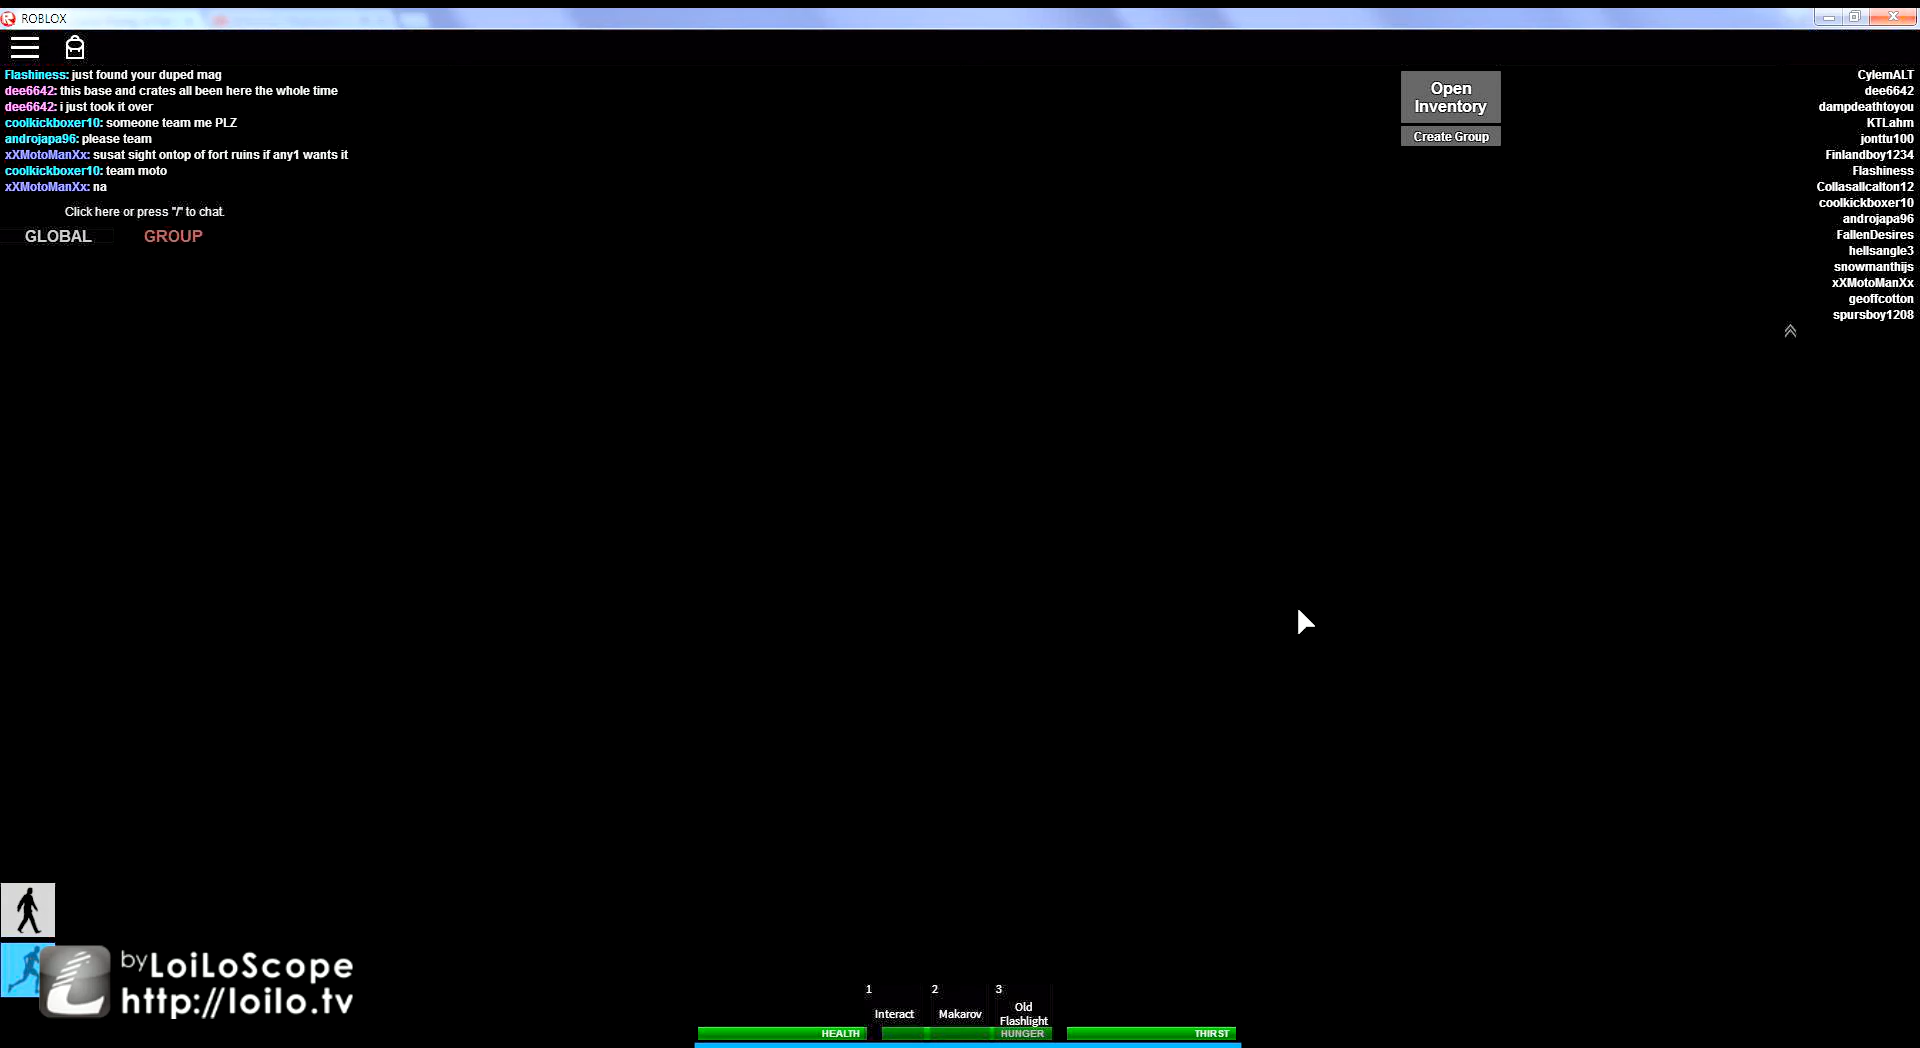 ROBLOX
Flashiness: just found your duped mag
dee6642: this base and crates all been here the whole time
dee6642: i just took it over
coolkickboxer10: someone team me PLZ
androjapa96: please team
xXMotoManXx: susat sight ontop of fort ruins if any1 wants it
coolkickboxer10: team moto
xXMotoManXx: na
Click here or press "/" to chat.
GLOBAL GROUP
Open
Inventory
Create Group
CylemALT
dee6642
dampdeathtoyou
KTLahm
jonttu100
Finlandboy1234
Flashiness
Collasallcalton12
coolkickboxer10
androjapa96
FallenDesires
hellsangle3
snowmanthijs
xXMotoManXx
geoffcotton
spursboy1208
by LoiLoScope
http://loilo.tv
1 2 3
Interact Makarov Old
Flashlight
HEALTH HUNGER THIRST